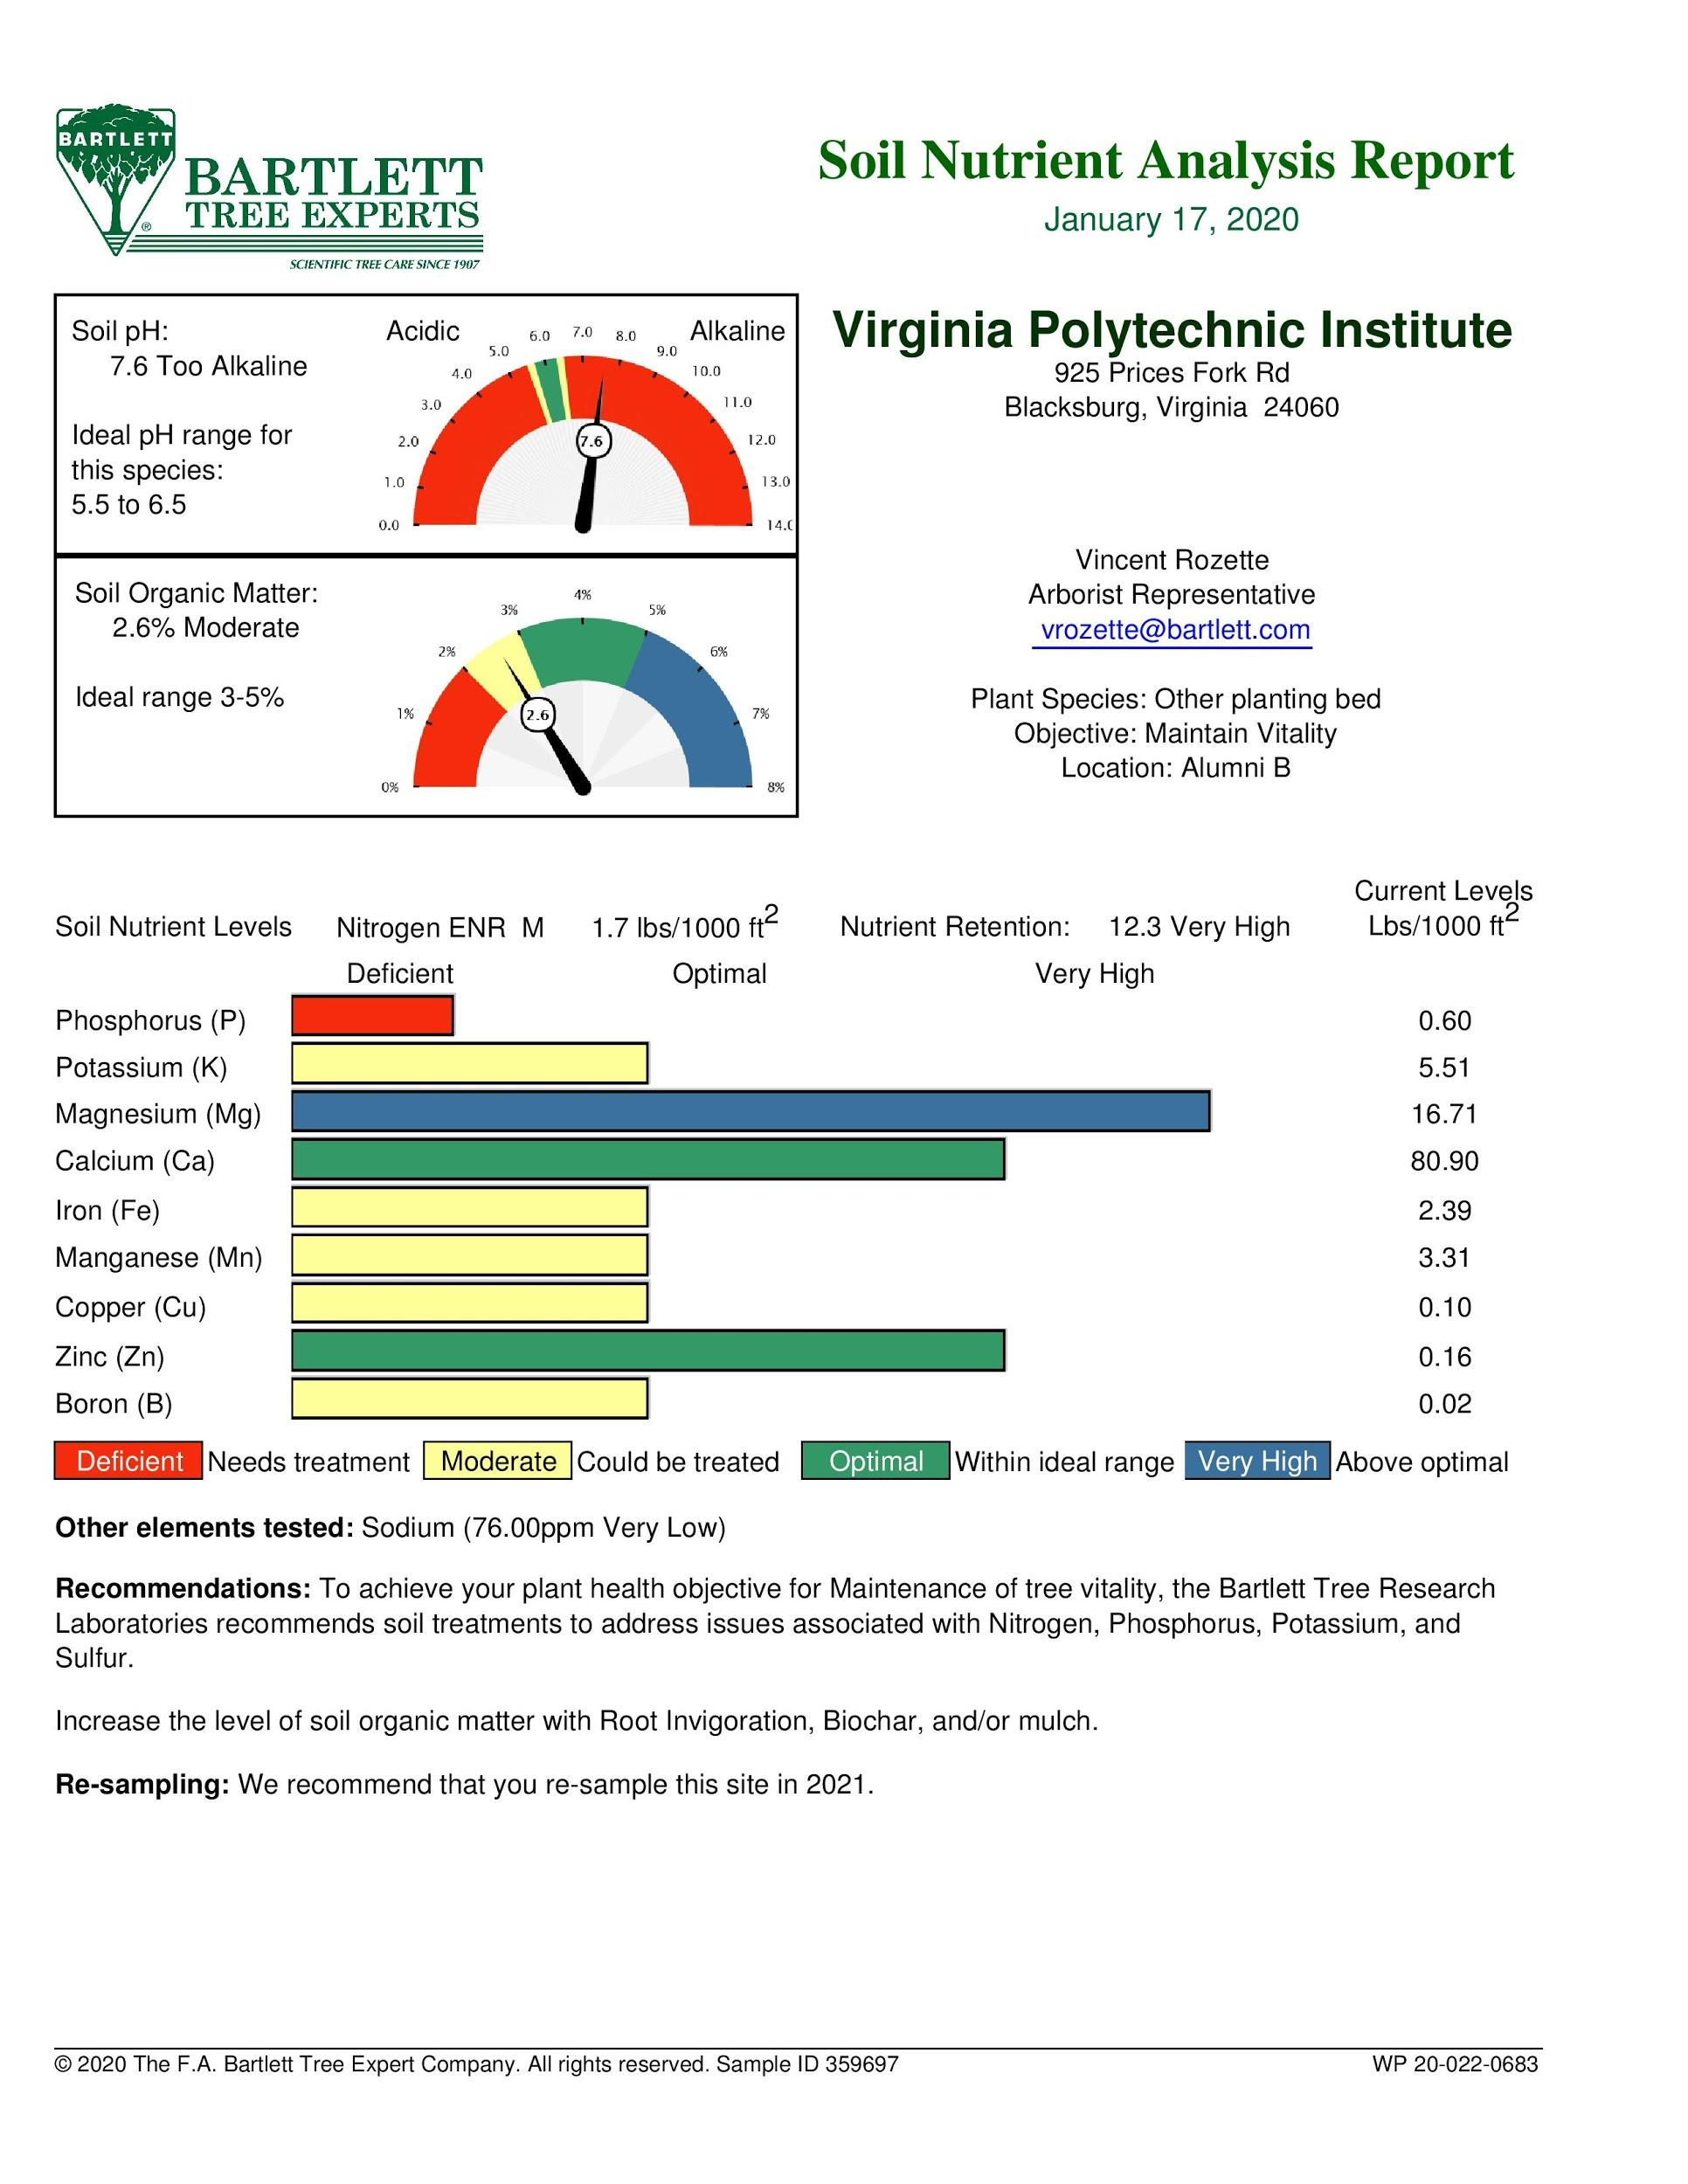 BARTLETT
BARTLETT
TREE EXPERTS
®
SCIENTIFIC TREE CARE SINCE 1907
Soil Nutrient Analysis Report
January 17, 2020
Soil pH:
7.6 Too Alkaline
Ideal pH range for
this species:
5.5 to 6.5
Acidic
Alkaline
0.0
1.0
2.0
3.0
4.0
5.0
6.0
7.0
8.0
9.0
10.0
11.0
12.0
13.0
14.0
7.6
Virginia Polytechnic Institute
925 Prices Fork Rd
Blacksburg, Virginia 24060
Soil Organic Matter:
2.6% Moderate
Ideal range 3-5%
0%
1%
2%
3%
4%
5%
6%
7%
8%
2.6
Vincent Rozette
Arborist Representative
vrozette@bartlett.com
Plant Species: Other planting bed
Objective: Maintain Vitality
Location: Alumni B
Current Levels
Soil Nutrient Levels Nitrogen ENR M 1.7 lbs/1000 ft2 Nutrient Retention: 12.3 Very High Lbs/1000 ft2
Deficient Optimal Very High
Phosphorus (P) 0.60
Potassium (K) 5.51
Magnesium (Mg) 16.71
Calcium (Ca) 80.90
Iron (Fe) 2.39
Manganese (Mn) 3.31
Copper (Cu) 0.10
Zinc (Zn) 0.16
Boron (B) 0.02
Deficient Needs treatment Moderate Could be treated Optimal Within ideal range Very High Above optimal
Other elements tested: Sodium (76.00ppm Very Low)
Recommendations: To achieve your plant health objective for Maintenance of tree vitality, the Bartlett Tree Research
Laboratories recommends soil treatments to address issues associated with Nitrogen, Phosphorus, Potassium, and
Sulfur.
Increase the level of soil organic matter with Root Invigoration, Biochar, and/or mulch.
Re-sampling: We recommend that you re-sample this site in 2021.
© 2020 The F.A. Bartlett Tree Expert Company. All rights reserved. Sample ID 359697 WP 20-022-0683